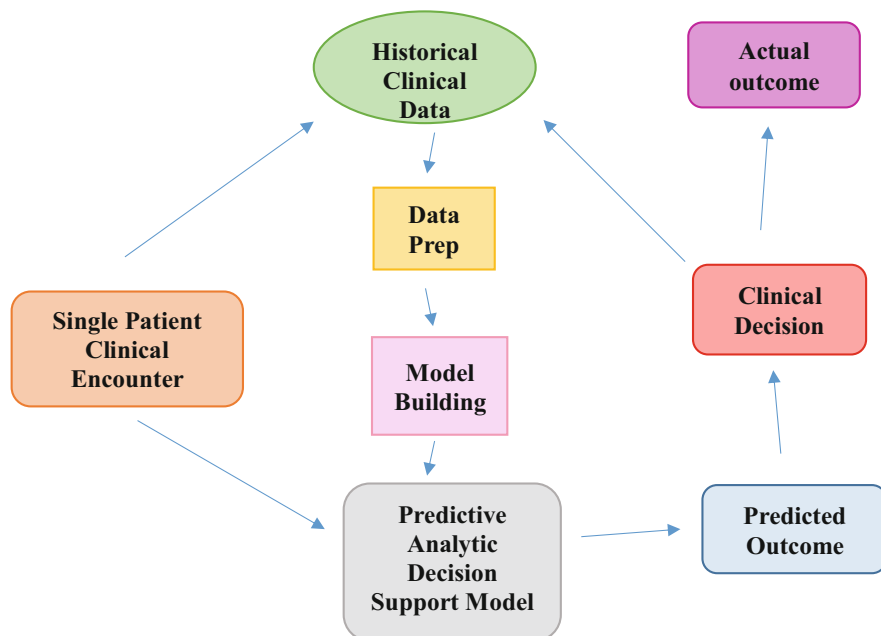 Historical
Clinical
Data
Actual
outcome
Data
Prep
Single Patient
Clinical
Encounter
Clinical
Decision
Model
Building
Predictive
Analytic
Decision
Support Model
Predicted
Outcome